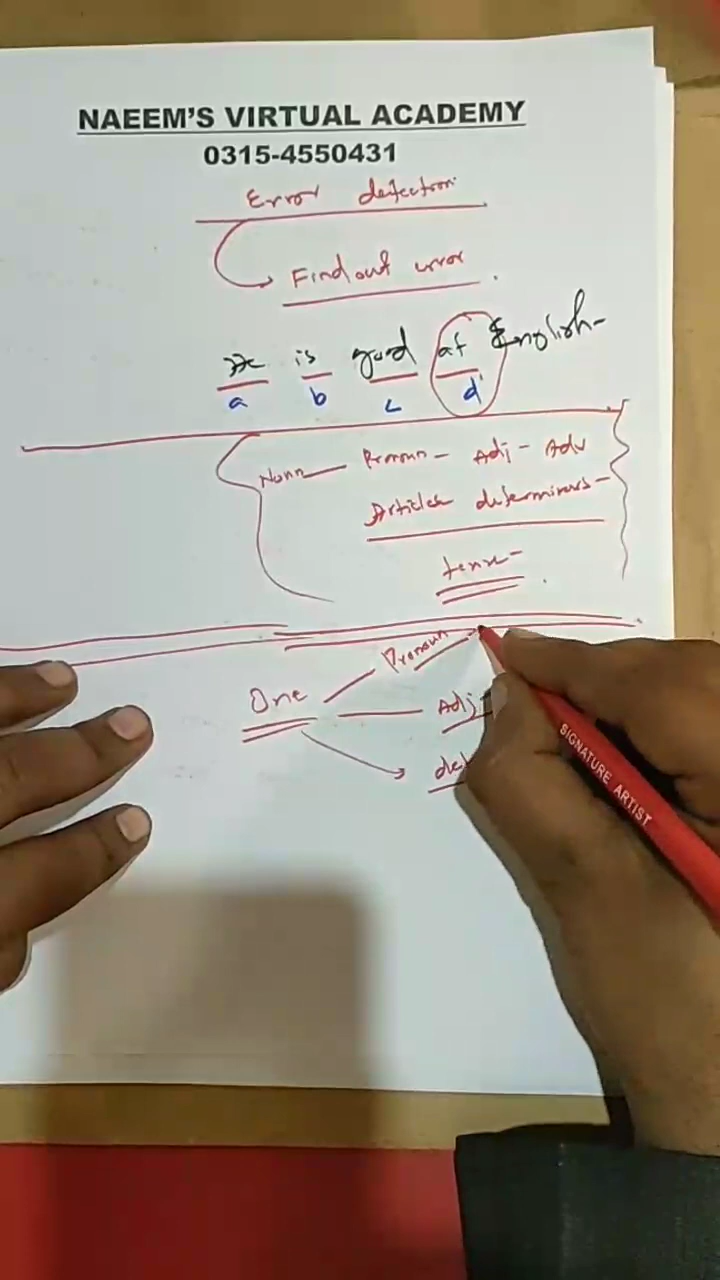 NAEEM'S VIRTUAL ACADEMY
0315-4550431
Error detection
Find out error.
He is good at English-
a b c d
Noun — Pronoun - Adj - Adv
Articles determiners-
tense-
One Pronoun
Adj
SIGNATURE ARTIST